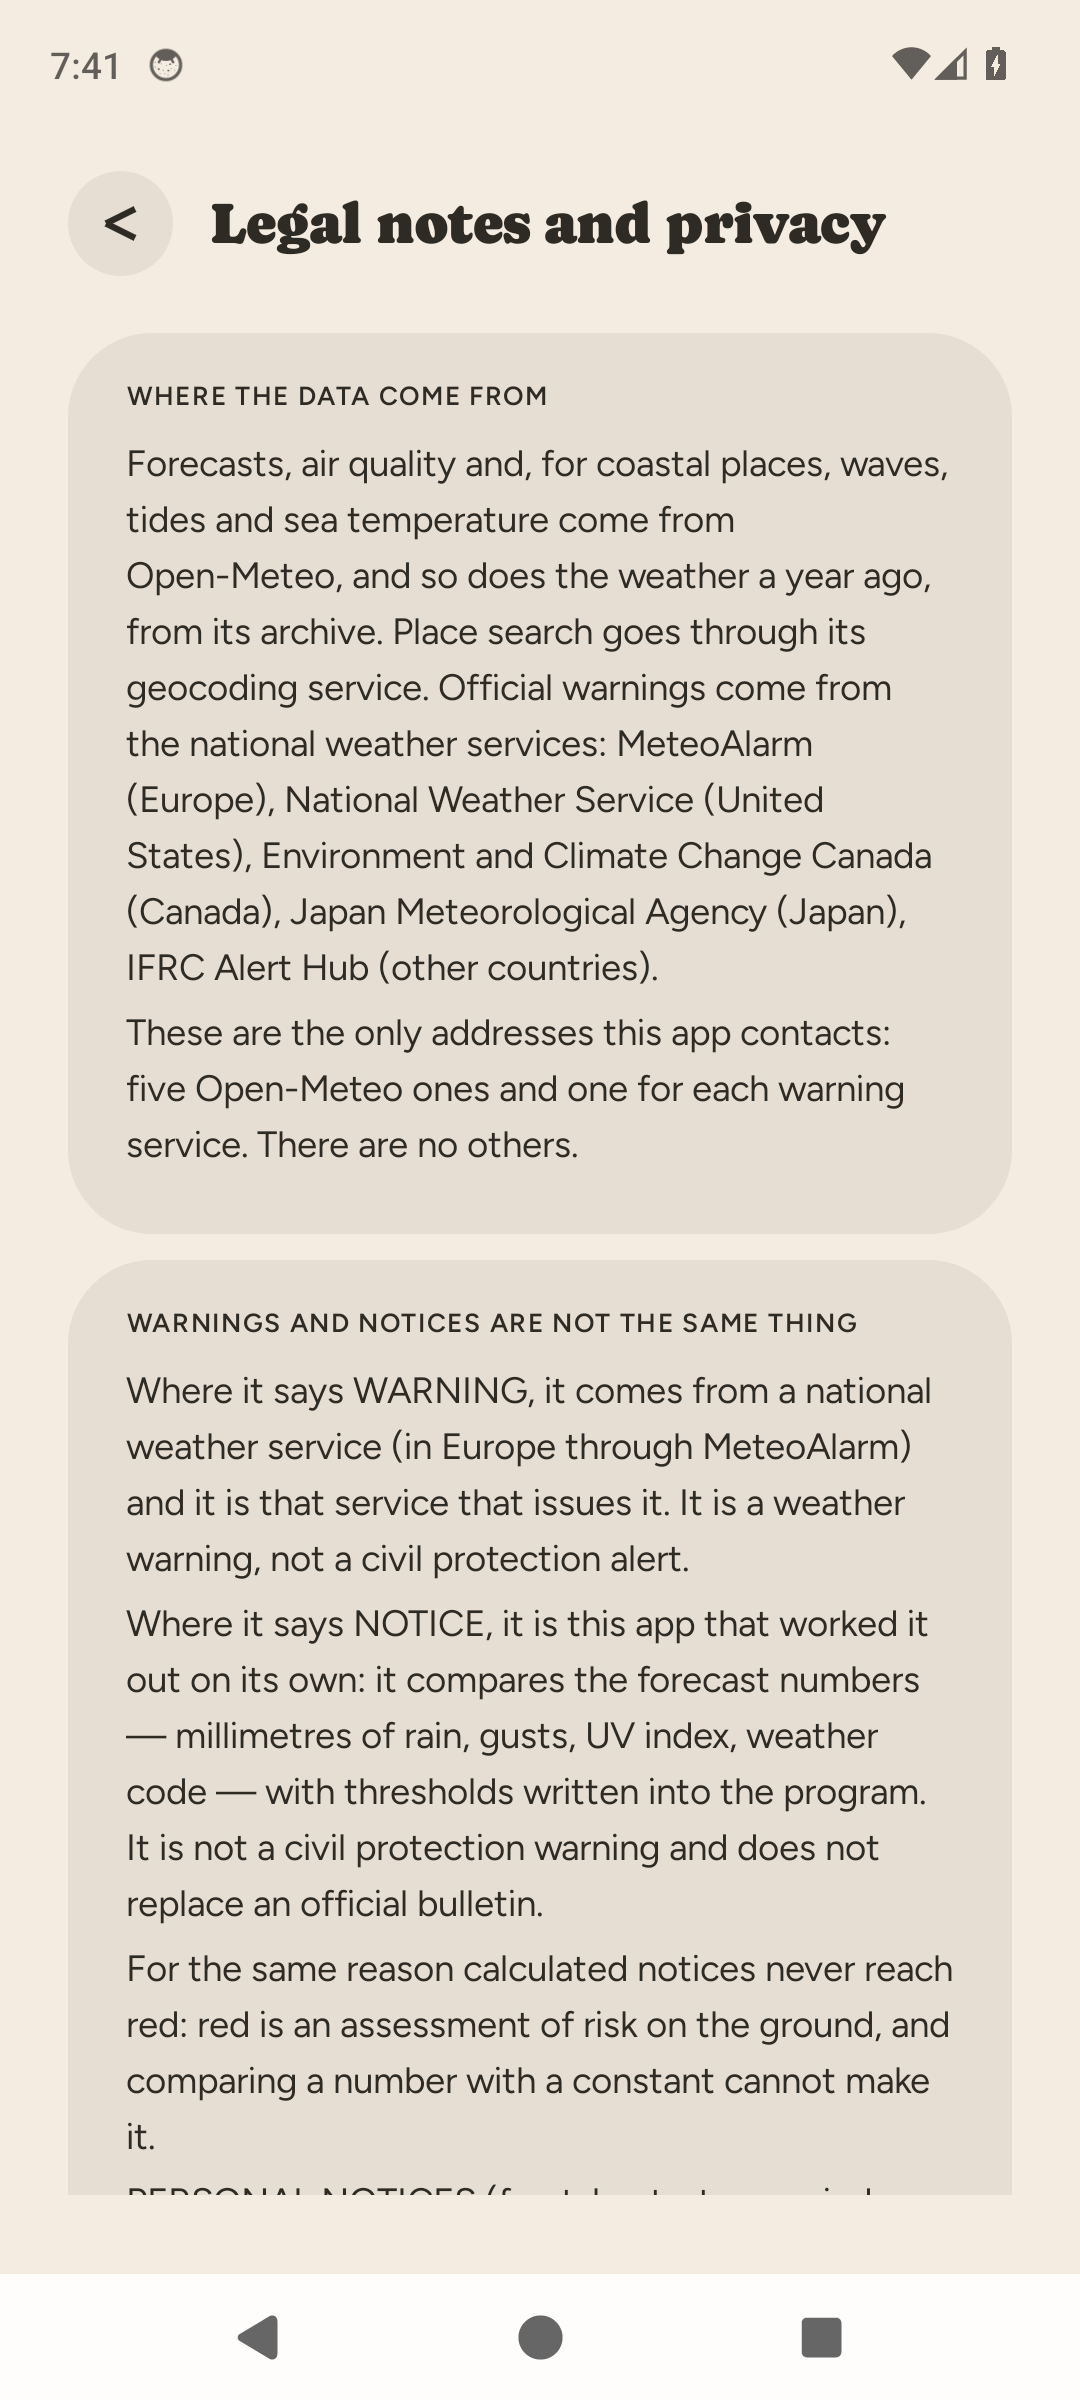 7:41
< Legal notes and privacy
WHERE THE DATA COME FROM
Forecasts, air quality and, for coastal places, waves,
tides and sea temperature come from
Open-Meteo, and so does the weather a year ago,
from its archive. Place search goes through its
geocoding service. Official warnings come from
the national weather services: MeteoAlarm
(Europe), National Weather Service (United
States), Environment and Climate Change Canada
(Canada), Japan Meteorological Agency (Japan),
IFRC Alert Hub (other countries).
These are the only addresses this app contacts:
five Open-Meteo ones and one for each warning
service. There are no others.
WARNINGS AND NOTICES ARE NOT THE SAME THING
Where it says WARNING, it comes from a national
weather service (in Europe through MeteoAlarm)
and it is that service that issues it. It is a weather
warning, not a civil protection alert.
Where it says NOTICE, it is this app that worked it
out on its own: it compares the forecast numbers
— millimetres of rain, gusts, UV index, weather
code — with thresholds written into the program.
It is not a civil protection warning and does not
replace an official bulletin.
For the same reason calculated notices never reach
red: red is an assessment of risk on the ground, and
comparing a number with a constant cannot make
it.
PERSONAL NOTICES